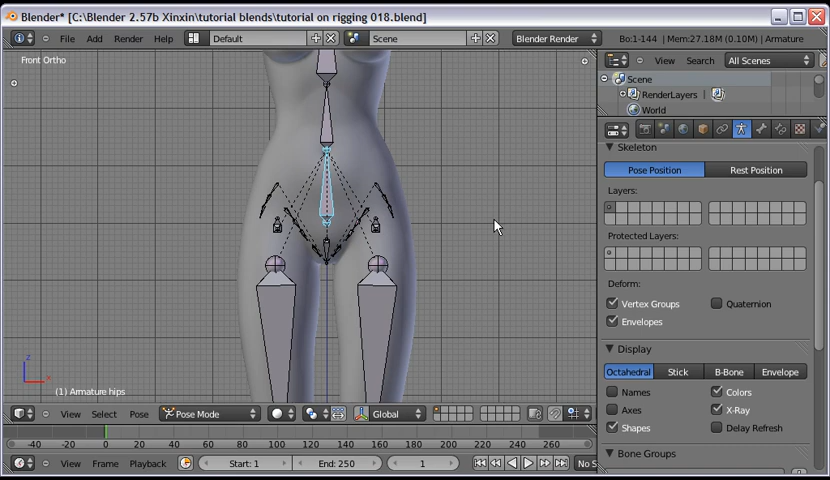 Blender* [C:\Blender 2.57b Xinxin\tutorial blends\tutorial on rigging 018.blend]
File Add Render Help Default Scene Blender Render Bo:1-144 | Mem:27.18M (0.10M) | Armature
Front Ortho
View Search All Scenes
Scene
RenderLayers |
World
Skeleton
Pose Position Rest Position
Layers:
Protected Layers:
Deform:
Vertex Groups Quaternion
Envelopes
Display
Octahedral Stick B-Bone Envelope
Names Colors
Axes X-Ray
Shapes Delay Refresh
Bone Groups
z
x
(1) Armature hips
View Select Pose Pose Mode Global
-40 -20 0 20 40 60 80 100 120 140 160 180 200 220 240 260
View Frame Playback Start: 1 End: 250 1 No S